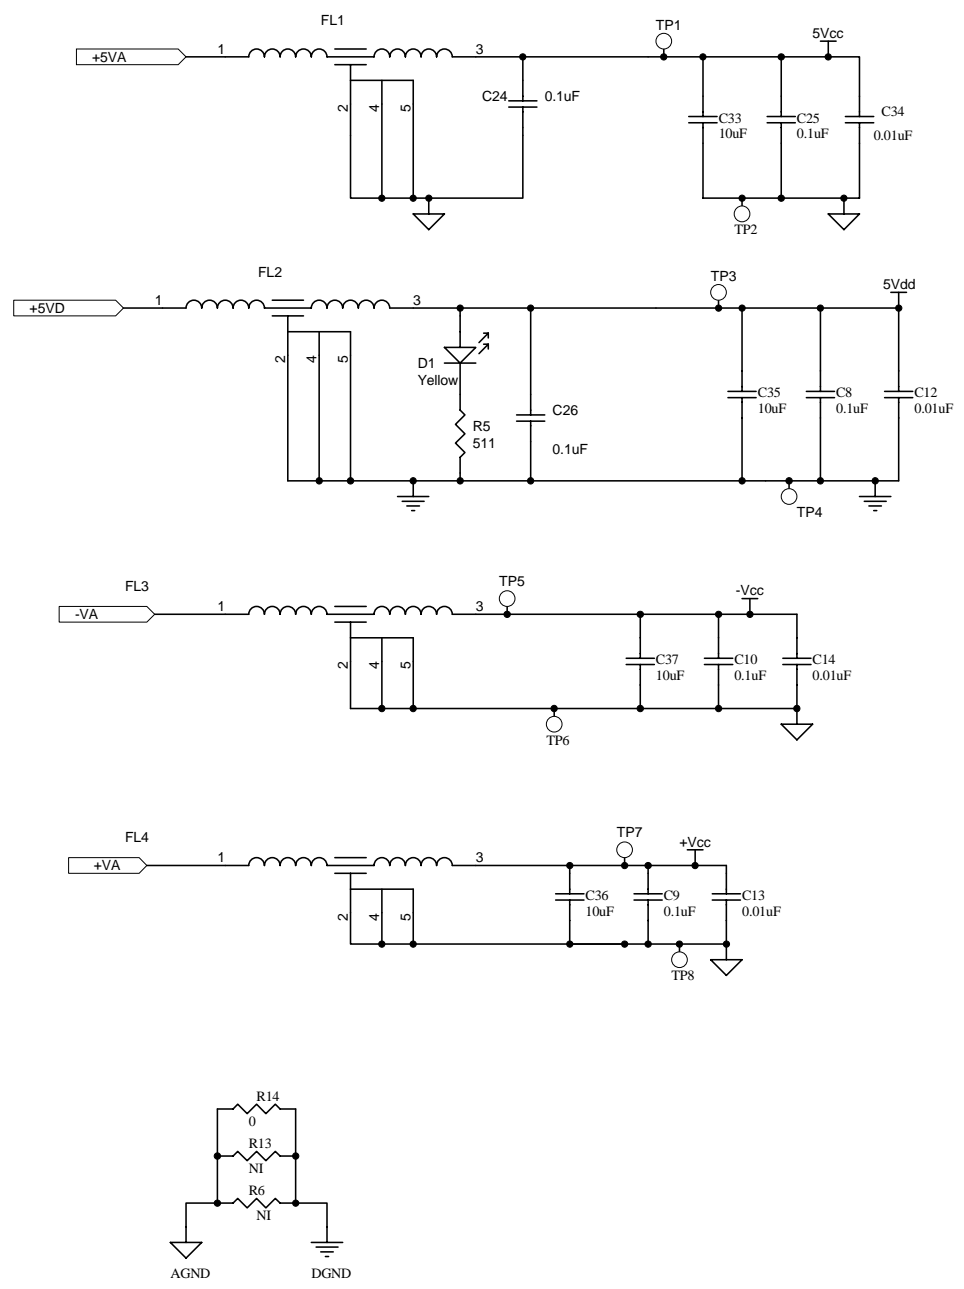 FL1
+5VA
1
3
TP1
5Vcc
2
4
5
C24
0.1uF
C33
10uF
C25
0.1uF
C34
0.01uF
TP2
FL2
+5VD
1
3
TP3
5Vdd
2
4
5
D1
Yellow
R5
511
C26
0.1uF
C35
10uF
C8
0.1uF
C12
0.01uF
TP4
FL3
-VA
1
3
TP5
-Vcc
2
4
5
C37
10uF
C10
0.1uF
C14
0.01uF
TP6
FL4
+VA
1
3
TP7
+Vcc
2
4
5
C36
10uF
C9
0.1uF
C13
0.01uF
TP8
R14
0
R13
NI
R6
NI
AGND
DGND